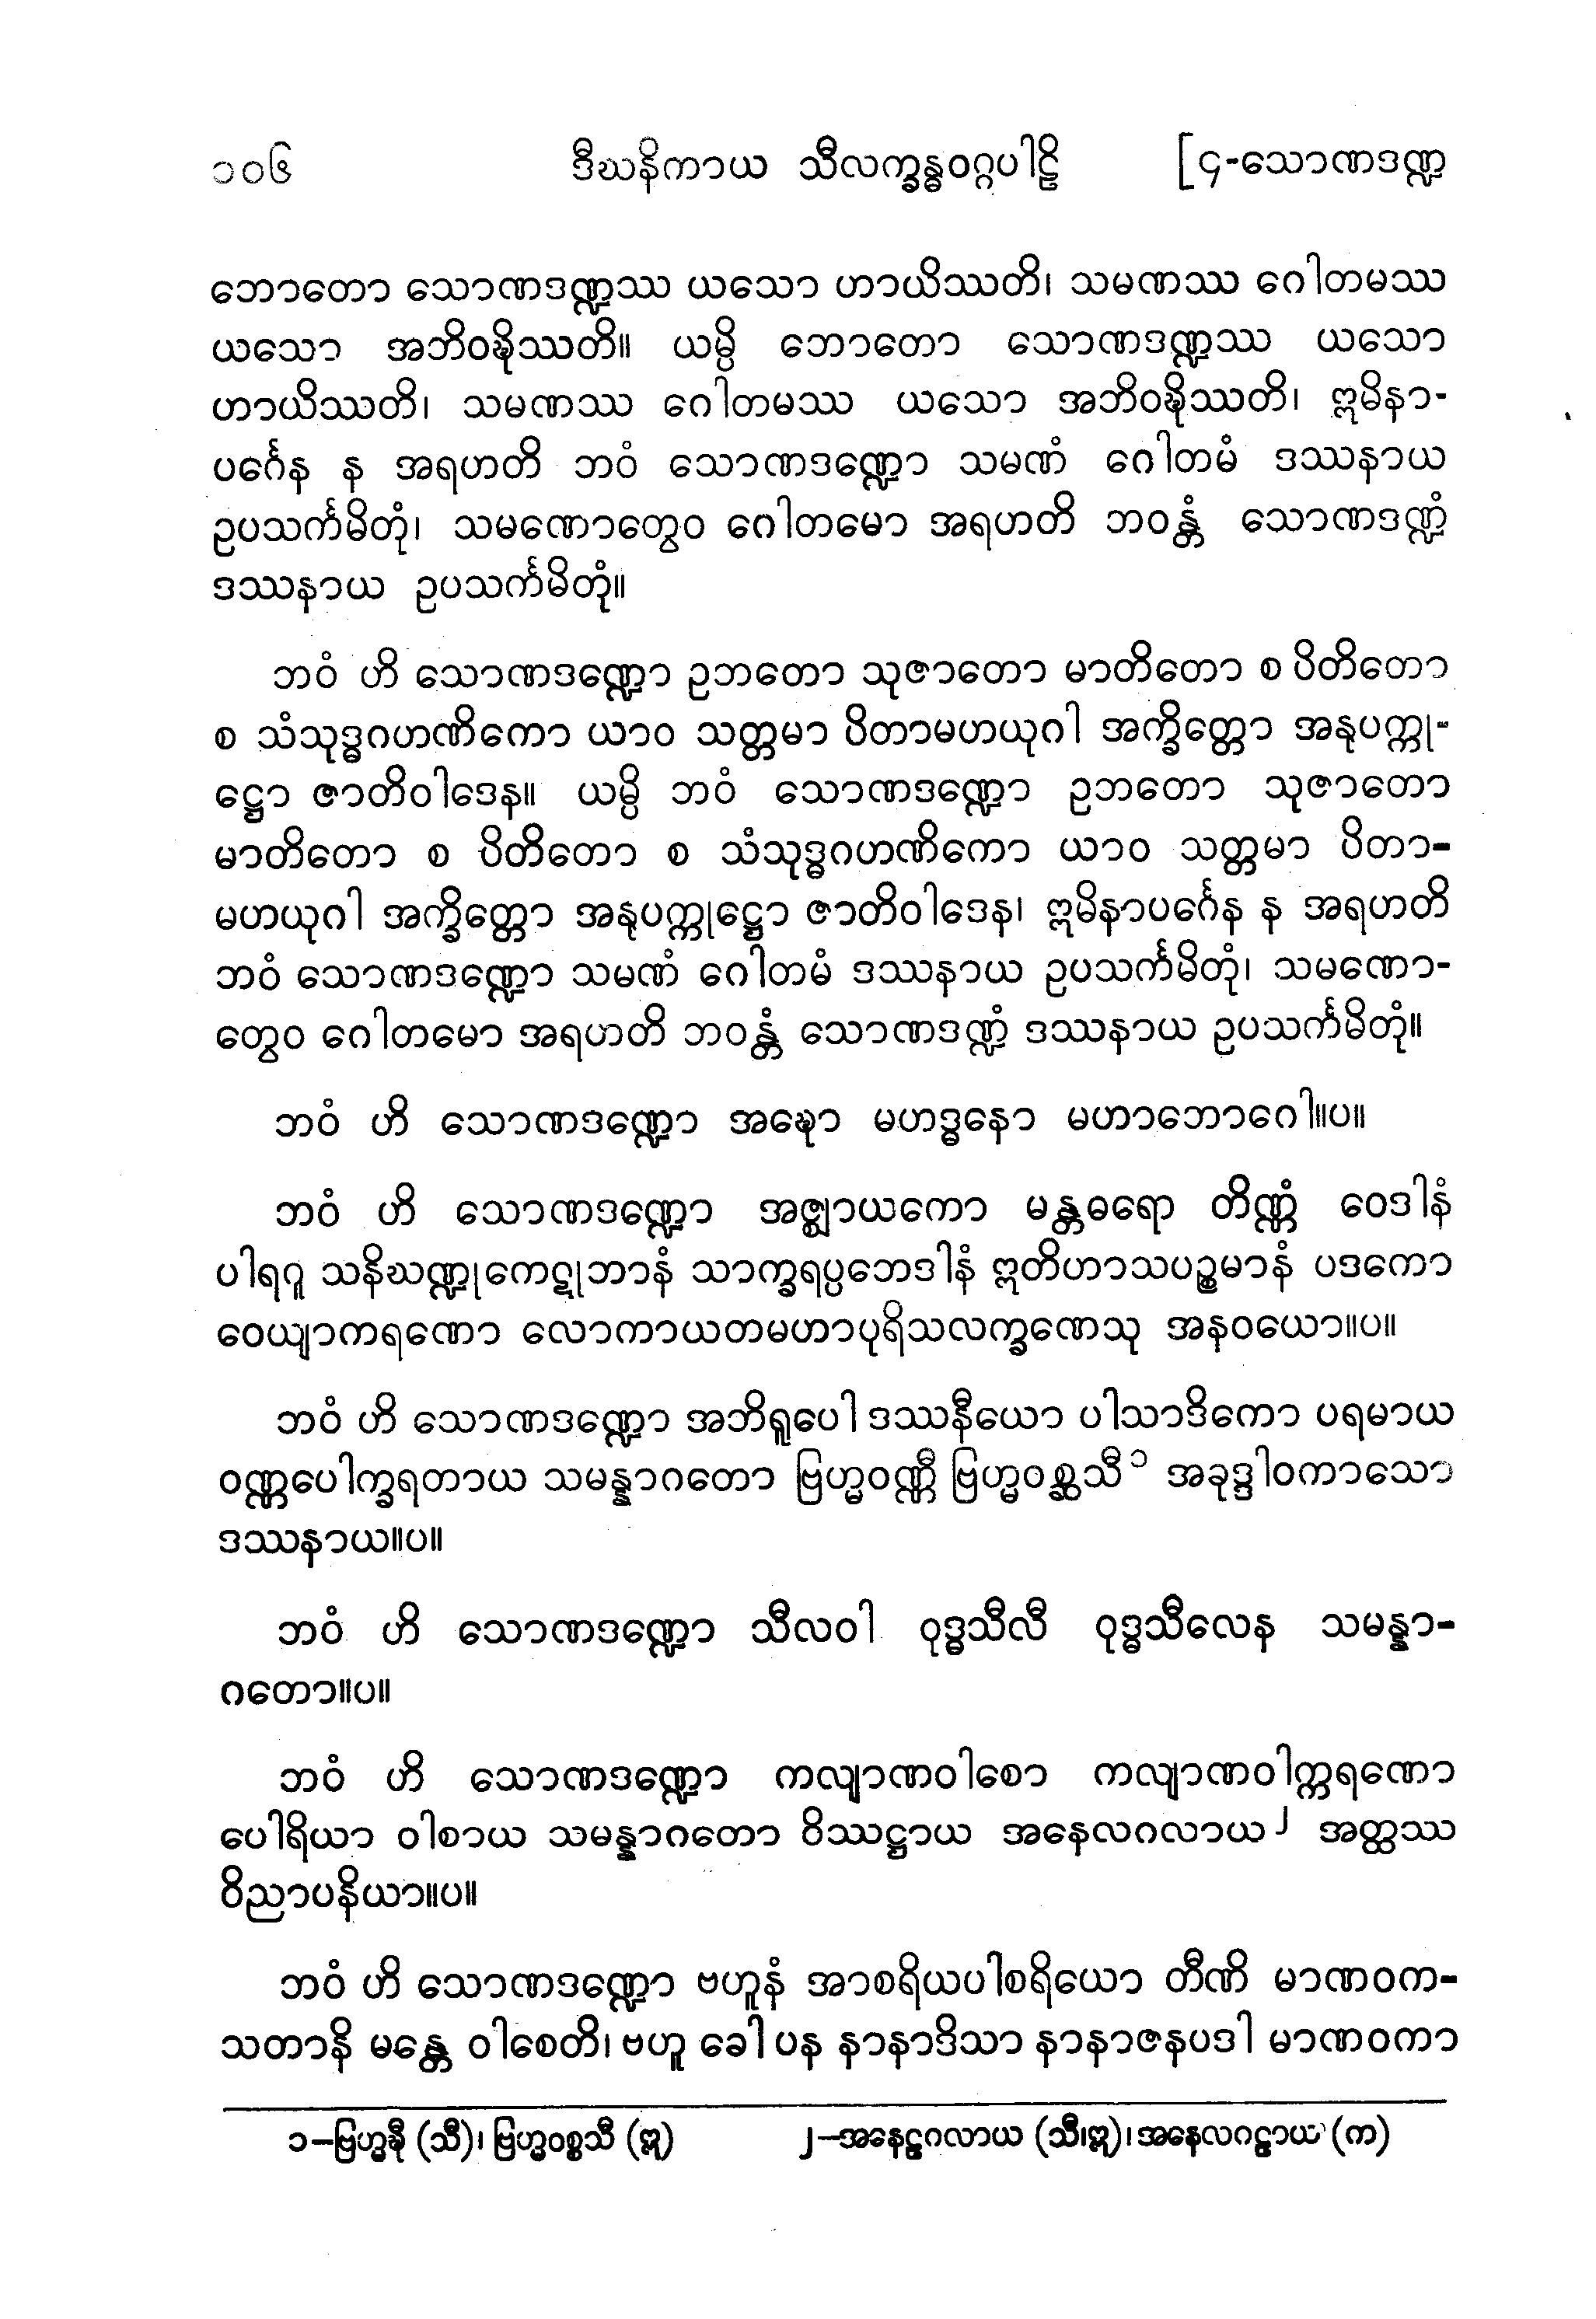 ၁၀၆ ဒီဃနိကာယ သီလက္ခန္ဓဝဂ္ဂပါဠိ [၄-သောဏဒဏ္ဍ
ဘောတော သောဏဒဏ္ဍဿ ယသော ဟာယိဿတိ၊ သမဏဿ ဂေါတမဿ
ယသော အဘိဝဍ္ဎိဿတိ။ ယမ္ပိ ဘောတော သောဏဒဏ္ဍဿ ယသော
ဟာယိဿတိ၊ သမဏဿ ဂေါတမဿ ယသော အဘိဝဍ္ဎိဿတိ၊ ဣမိနာ-
ပင်္ဂေန န အရဟတိ ဘဝံ သောဏဒဏ္ဍော သမဏံ ဂေါတမံ ဒဿနာယ
ဥပသင်္ကမိတုံ၊ သမဏောတွေဝ ဂေါတမော အရဟတိ ဘဝန္တံ သောဏဒဏ္ဍံ
ဒဿနာယ ဥပသင်္ကမိတုံ။
ဘဝံ ဟိ သောဏဒဏ္ဍော ဥဘတော သုဇာတော မာတိတော စ ပိတိတော
စ သံသုဒ္ဓဂဟဏိကော ယာဝ သတ္တမာ ပိတာမဟယုဂါ အက္ခိတ္တော အနုပက္ကု-
ဋ္ဌော ဇာတိဝါဒေန။ ယမ္ပိ ဘဝံ သောဏဒဏ္ဍော ဥဘတော သုဇာတော
မာတိတော စ ပိတိတော စ သံသုဒ္ဓဂဟဏိကော ယာဝ သတ္တမာ ပိတာ-
မဟယုဂါ အက္ခိတ္တော အနုပက္ကုဋ္ဌော ဇာတိဝါဒေန၊ ဣမိနာပင်္ဂေန န အရဟတိ
ဘဝံ သောဏဒဏ္ဍော သမဏံ ဂေါတမံ ဒဿနာယ ဥပသင်္ကမိတုံ၊ သမဏော-
တွေဝ ဂေါတမော အရဟတိ ဘဝန္တံ သောဏဒဏ္ဍံ ဒဿနာယ ဥပသင်္ကမိတုံ။
ဘဝံ ဟိ သောဏဒဏ္ဍော အဍ္ဎော မဟဒ္ဓနော မဟာဘောဂေါ။ပ။
ဘဝံ ဟိ သောဏဒဏ္ဍော အဇ္ဈာယကော မန္တဓရော တိဏ္ဏံ ဝေဒါနံ
ပါရဂူ သနိဃဏ္ဍုကေဋုဘာနံ သာက္ခရပ္ပဘေဒါနံ ဣတိဟာသပဉ္စမာနံ ပဒကော
ဝေယျာကရဏော လောကာယတမဟာပုရိသလက္ခဏေသု အနဝယော။ပ။
ဘဝံ ဟိ သောဏဒဏ္ဍော အဘိရူပေါ ဒဿနီယော ပါသာဒိကော ပရမာယ
ဝဏ္ဏပေါက္ခရတာယ သမန္နာဂတော ဗြဟ္မဝဏ္ဏီ ဗြဟ္မဝစ္ဆသီ ၁ အခုဒ္ဒါဝကာသော
ဒဿနာယ။ပ။
ဘဝံ ဟိ သောဏဒဏ္ဍော သီလဝါ ဝုဒ္ဓသီလီ ဝုဒ္ဓသီလေန သမန္နာ-
ဂတော။ပ။
ဘဝံ ဟိ သောဏဒဏ္ဍော ကလျာဏဝါစော ကလျာဏဝါက္ကရဏော
ပေါရိယာ ဝါစာယ သမန္နာဂတော ဝိဿဋ္ဌာယ အနေလဂလာယ ၂ အတ္ထဿ
ဝိညာပနိယာ။ပ။
ဘဝံ ဟိ သောဏဒဏ္ဍော ဗဟူနံ အာစရိယပါစရိယော တီဏိ မာဏဝက-
သတာနိ မန္တေ ဝါစေတိ၊ ဗဟူ ခေါ ပန နာနာဒိသာ နာနာဇနပဒါ မာဏဝကာ
၁–ဗြဟ္မဍ္ဎီ (သီ)၊ ဗြဟ္မဝစ္စသီ (ဣ) ၂–အနေဠဂလာယ (သီ၊ဣ)၊ အနေလဂဠာယ (က)